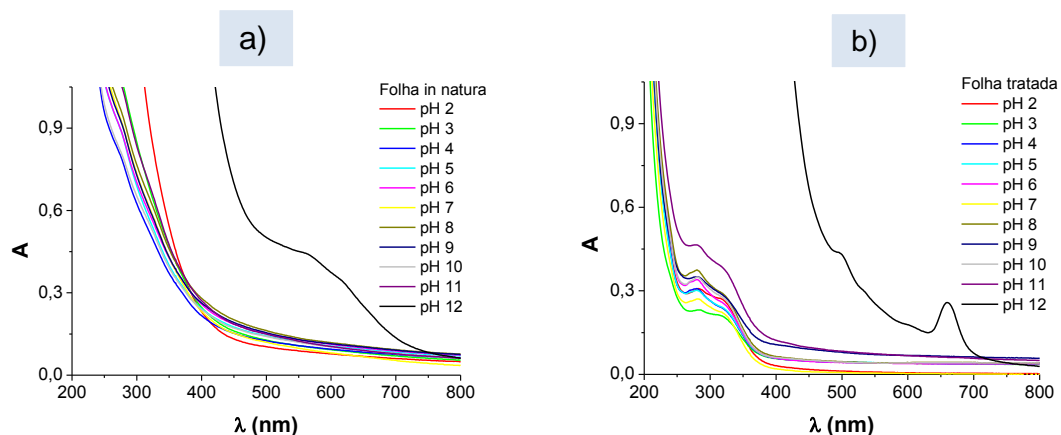 a)
Folha in natura
pH 2
pH 3
pH 4
pH 5
pH 6
pH 7
pH 8
pH 9
pH 10
pH 11
pH 12
0,9
0,6
0,3
0,0
A
200 300 400 500 600 700 800
λ (nm)
b)
Folha tratada
pH 2
pH 3
pH 4
pH 5
pH 6
pH 7
pH 8
pH 9
pH 10
pH 11
pH 12
0,9
0,6
0,3
0,0
A
200 300 400 500 600 700 800
λ (nm)